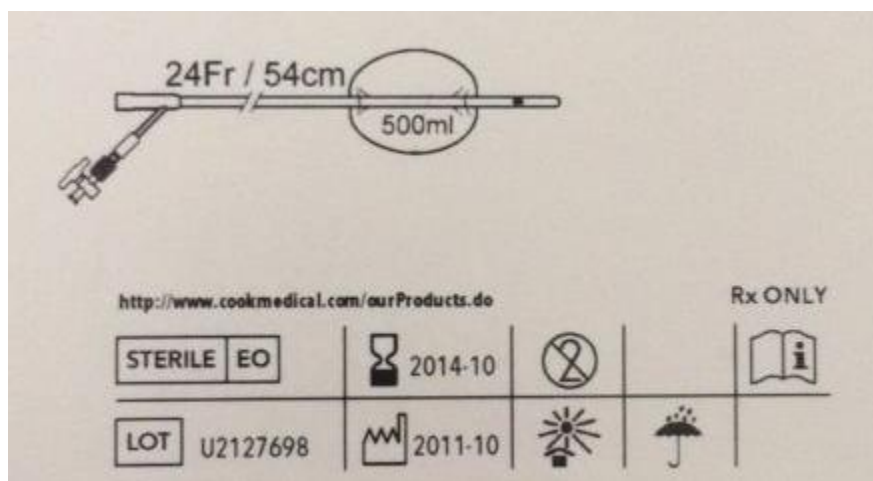 24Fr / 54cm
500ml
http://www.cookmedical.com/ourProducts.do
Rx ONLY
STERILE EO 2014-10 2
LOT U2127698 2011-10